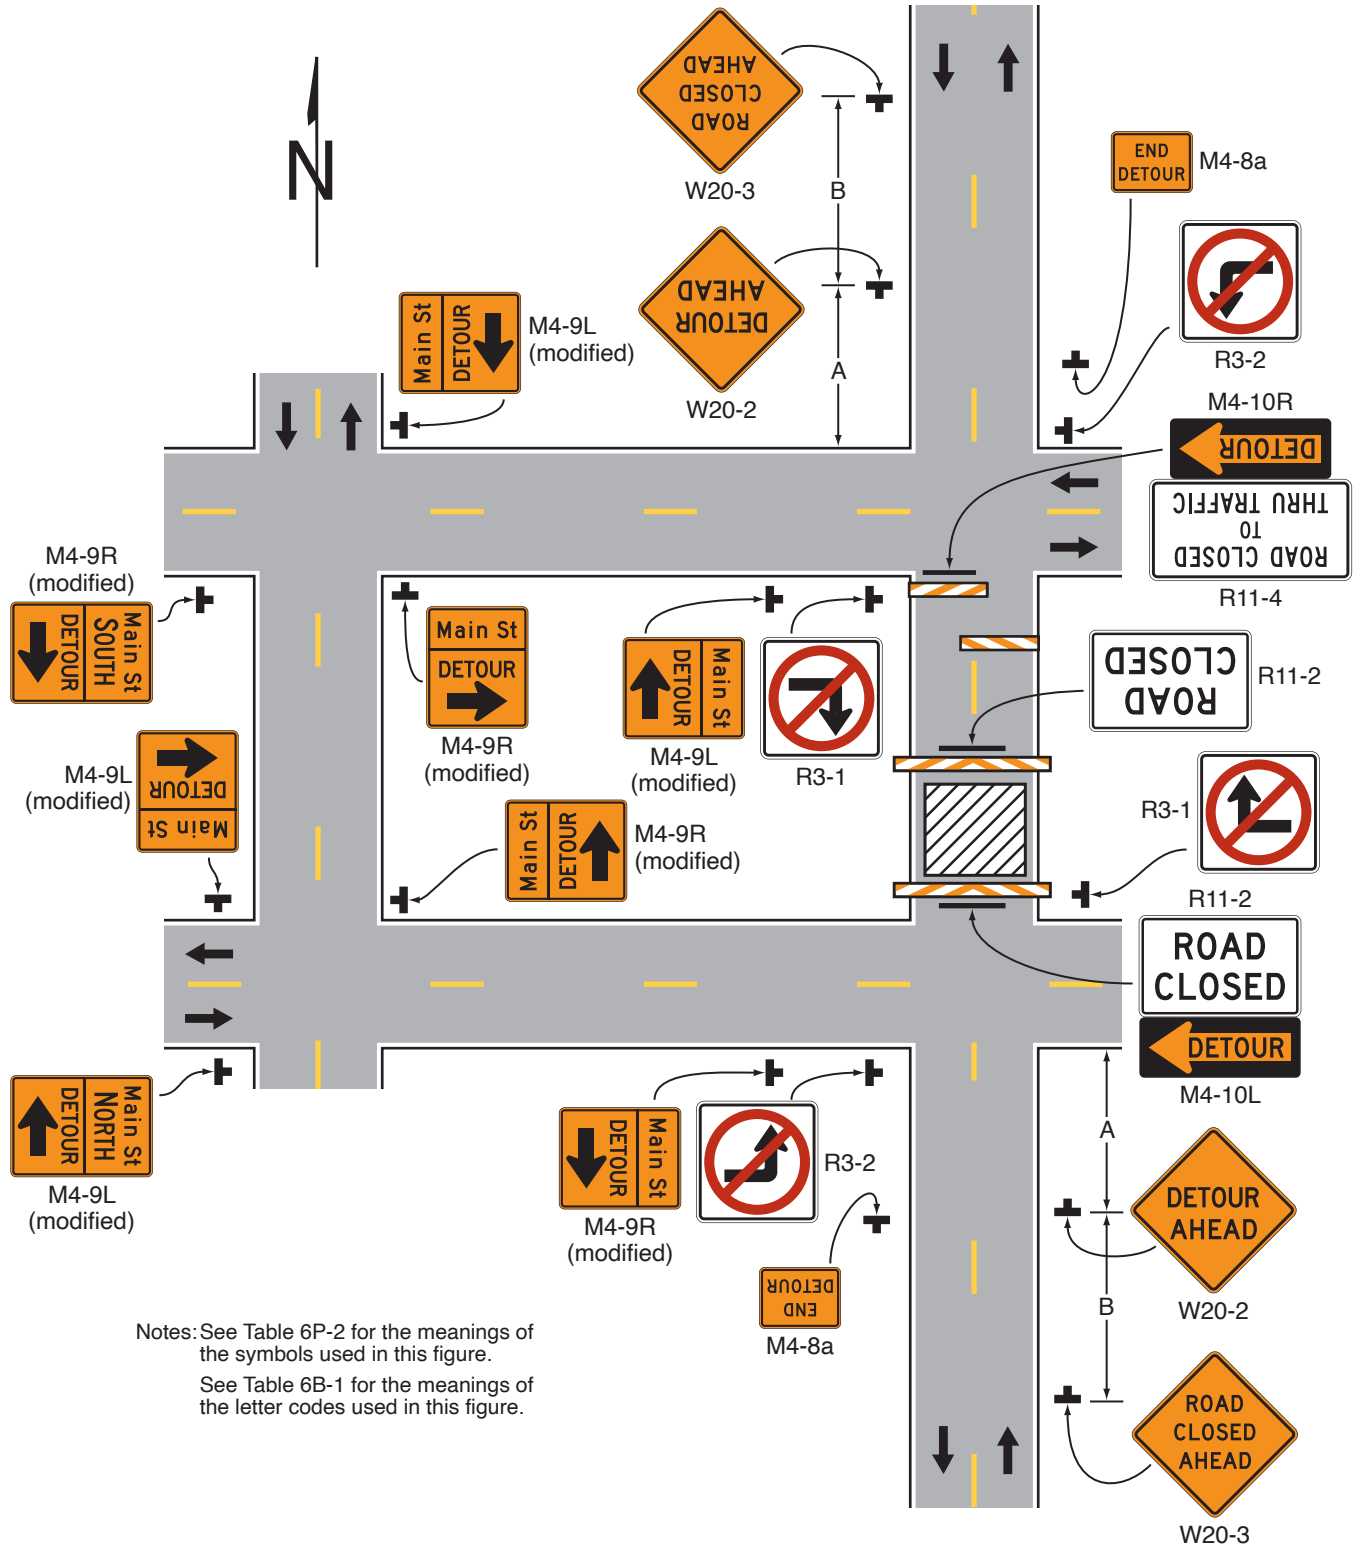 ROAD
CLOSED
AHEAD
W20-3
B
DETOUR
AHEAD
W20-2
A
N
END
DETOUR
M4-8a
R3-2
Main St
DETOUR
M4-9L
(modified)
M4-10R
DETOUR
ROAD CLOSED
TO
THRU TRAFFIC
R11-4
M4-9R
(modified)
Main St
SOUTH
DETOUR
Main St
DETOUR
M4-9R
(modified)
Main St
DETOUR
M4-9L
(modified)
R3-1
ROAD
CLOSED
R11-2
M4-9L
(modified)
Main St
DETOUR
Main St
DETOUR
M4-9R
(modified)
R3-1
R11-2
ROAD
CLOSED
DETOUR
M4-10L
Main St
NORTH
DETOUR
M4-9L
(modified)
Main St
DETOUR
M4-9R
(modified)
R3-2
END
DETOUR
M4-8a
A
DETOUR
AHEAD
W20-2
B
ROAD
CLOSED
AHEAD
W20-3
Notes: See Table 6P-2 for the meanings of
the symbols used in this figure.
See Table 6B-1 for the meanings of
the letter codes used in this figure.